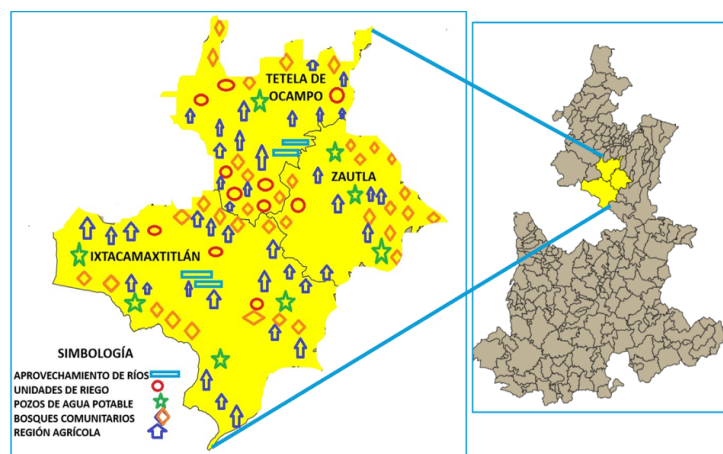 TETELA DE
OCAMPO
ZAUTLA
IXTACAMAXTITLÁN
SIMBOLOGÍA
APROVECHAMIENTO DE RÍOS
UNIDADES DE RIEGO
POZOS DE AGUA POTABLE
BOSQUES COMUNITARIOS
REGIÓN AGRÍCOLA